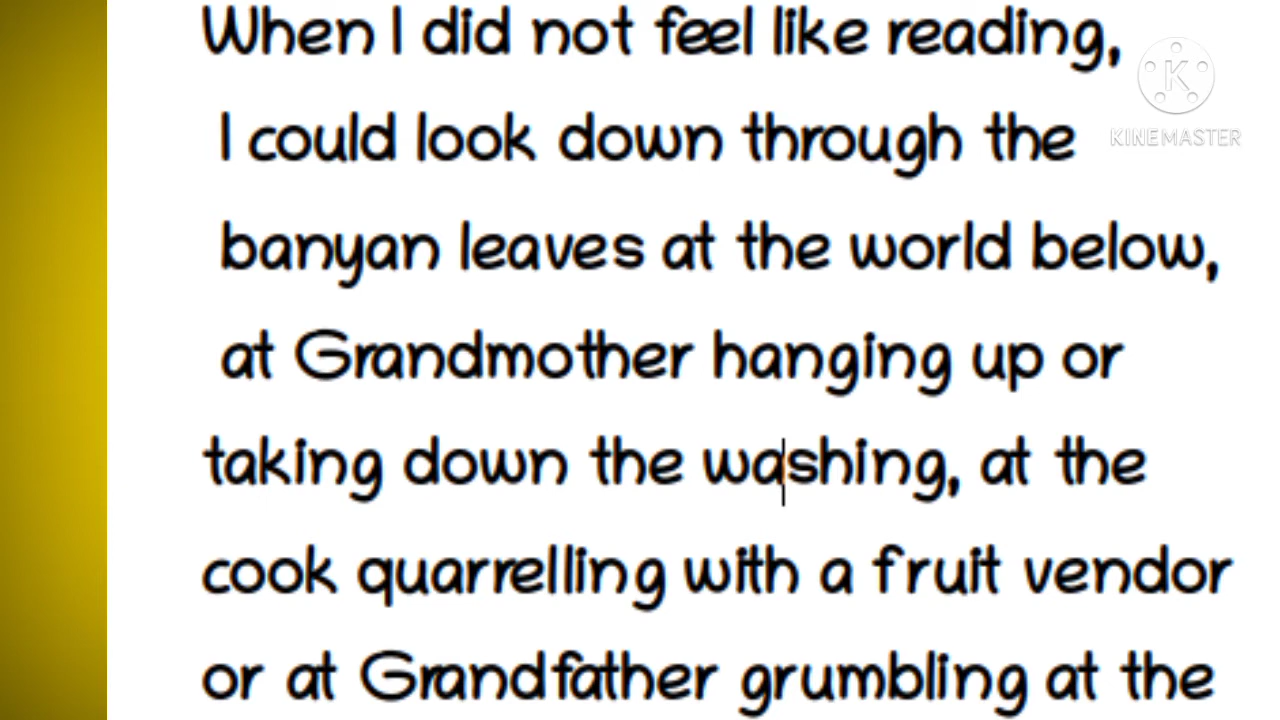 When I did not feel like reading,
K
KINEMASTER
I could look down through the
banyan leaves at the world below,
at Grandmother hanging up or
taking down the washing, at the
cook quarrelling with a fruit vendor
or at Grandfather grumbling at the